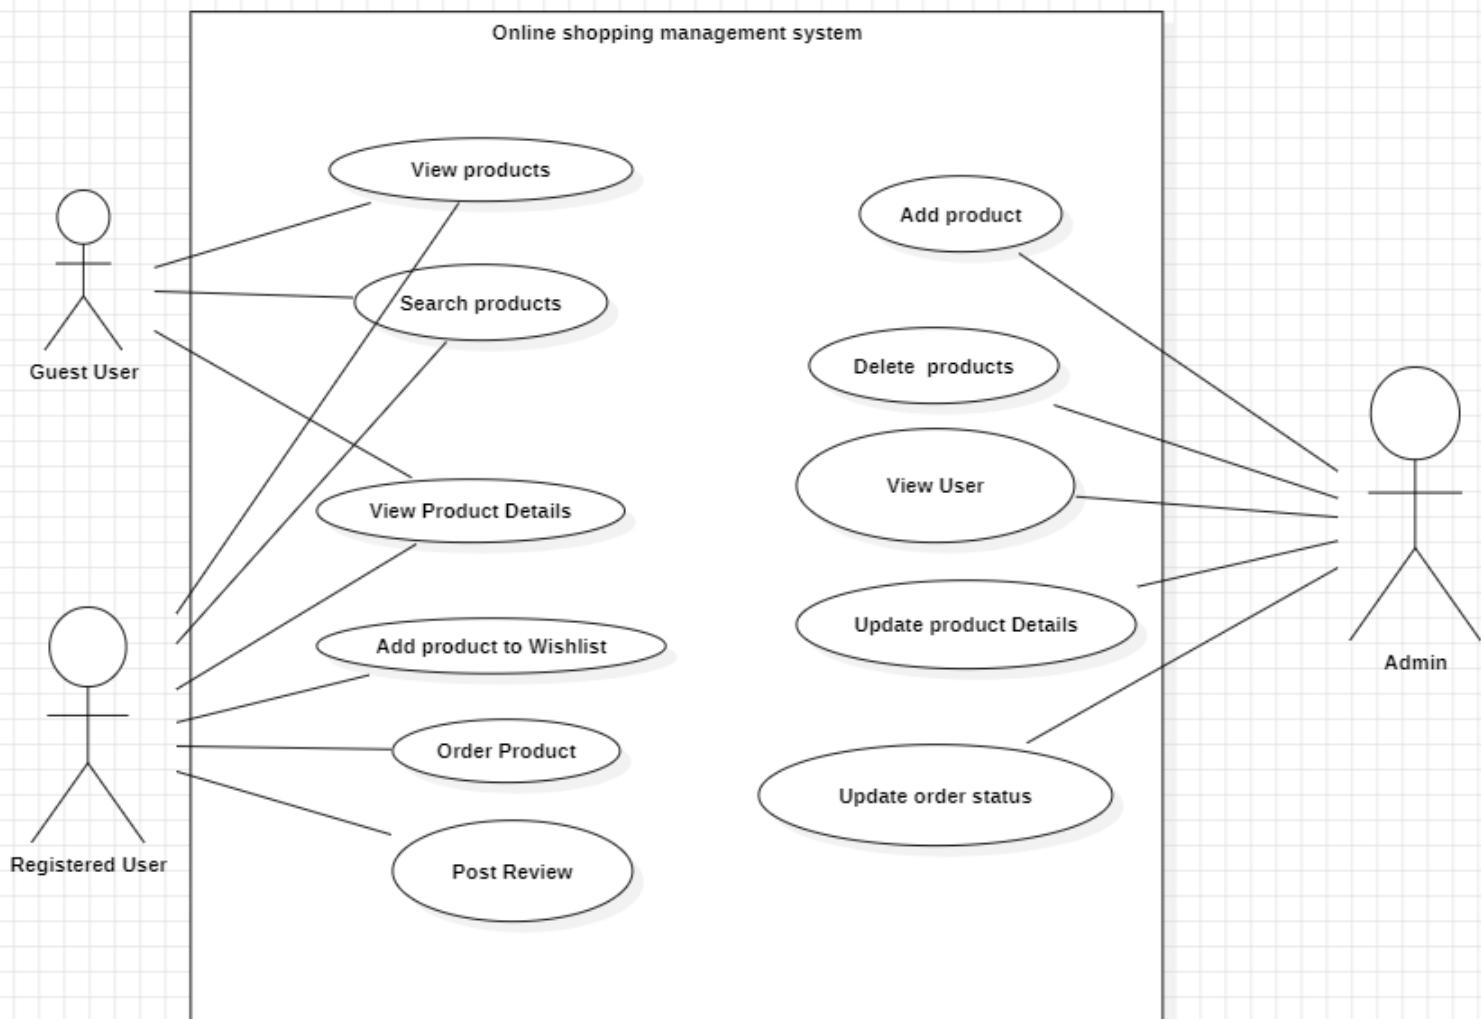 Online shopping management system
View products
Add product
Search products
Guest User
Delete  products
View User
View Product Details
Update product Details
Add product to Wishlist
Admin
Order Product
Update order status
Registered User
Post Review